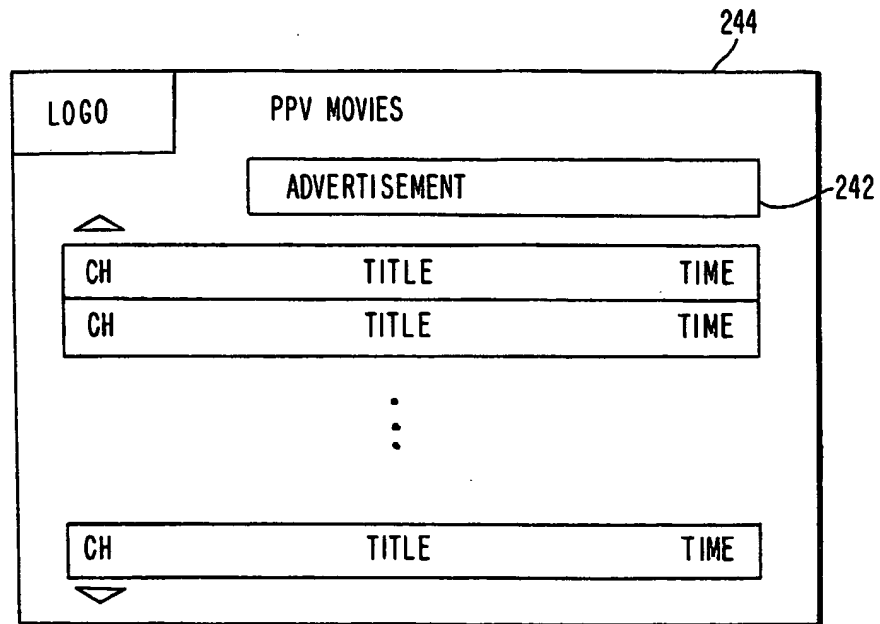 244
LOGO PPV MOVIES
ADVERTISEMENT
242
CH TITLE TIME
CH TITLE TIME
CH TITLE TIME